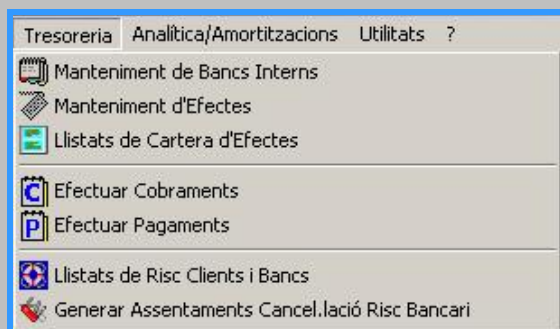 Tresoreria Analítica/Amortitzacions Utilitats ?
Manteniment de Bancs Interns
Manteniment d'Efectes
Llistats de Cartera d'Efectes
C Efectuar Cobraments
P Efectuar Pagaments
Llistats de Risc Clients i Bancs
Generar Assentaments Cancel.lació Risc Bancari